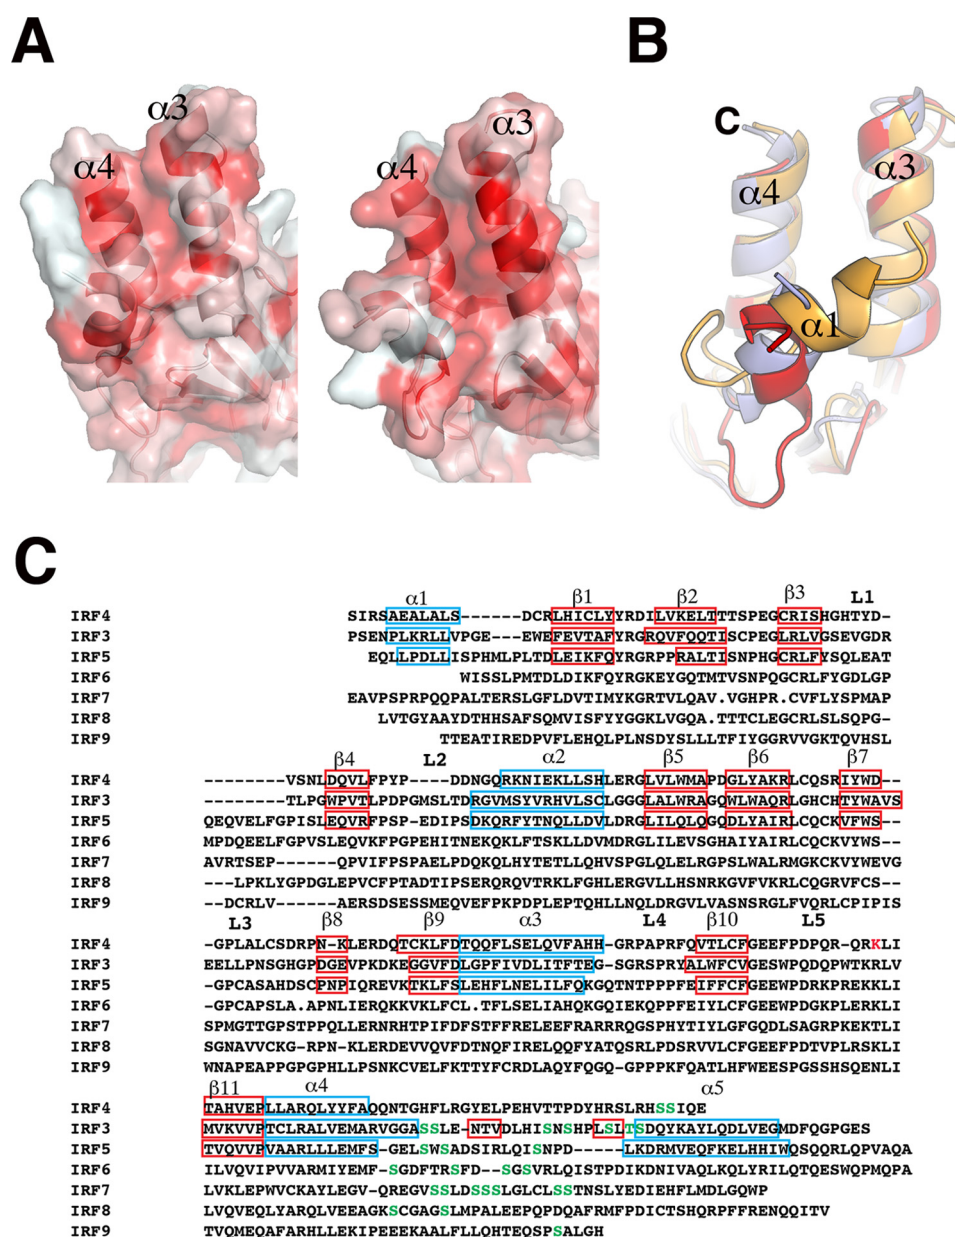 A
B
α3
α4
α3
α4
C
α4
α3
α1
C
α1 β1 β2 β3 L1
IRF4 SIRSAEALALS------DCRLHICLYYRDILVKELTTTSPEGCRISHGHTYD-
IRF3 PSENPLKRLLVPGE---EWEFEVTAFYRGRQVFQQTISCPEGLRLVGSEVGDR
IRF5 EQLLPDLLISPHMLPLTDLEIKFQYRGRPPRALTISNPHGCRLFYSQLEAT
IRF6 WISSLPMTDLDIKFQYRGKEYGQTMTVSNPQGCRLFYGDLGP
IRF7 EAVPSPRPQQPALTERSLGFLDVTIMYKGRTVLQAV.VGHPR.CVFLYSPMAP
IRF8 LVTGYAAYDTHHSAFSQMVISFYYGGKLVGQA.TTTCLEGCRLSLSQPG-
IRF9 TTEATIREDPVFLEHQLPLNSDYSLLLTFIYGGRVVGKTQVHSL
β4 L2 α2 β5 β6 β7
IRF4 --------VSNLDQVLFPYP----DDNGQRKNIEKLLSHLERGLVLWMAPDGLYAKRLCQSRIYWD--
IRF3 --------TLPGWPVTLPDPGMSLTDRGVMSYVRHVLSCLGGGLALWRAGQWLWAQRLGHCHTYWAVS
IRF5 QEQVELFGPISLEQVRFPSP-EDIPSDKQRFYTNQLLDVLDRGLILQLQGQDLYAIRLCQCKVFWS--
IRF6 MPDQEELFGPVSLEQVKFPGPEHITNEKQKLFTSKLLDVMDRGLILEVSGHAIYAIRLCQCKVYWS--
IRF7 AVRTSEP------QPVIFPSPAELPDQKQLHYTETLLQHVSPGLQLELRGPSLWALRMGKCKVYWEVG
IRF8 ---LPKLYGPDGLEPVCFPTADTIPSERQRQVTRKLFGHLERGVLLHSNRKGVFVKRLCQGRVFCS--
IRF9 --DCRLV------AERSDSESSMEQVEFPKPDPLEPTQHLLNQLDRGVLVASNSRGLFVQRLCPIPIS
L3 β8 β9 α3 L4 β10 L5
IRF4 -GPLALCSDRPN-KLERDQTCKLFDTQQFLSELQVFAHH-GRPAPRFQVTLCFGEEFPDPQR-QRKLI
IRF3 EELLPNSGHGPDGEVPKDKEGGVFDLGPFIVDLITFTEG-SGRSPRYALWFCVGESWPQDQPWTKRLV
IRF5 -GPCASAHDSCPNPIQREVKTKLFSLEHFLNELILFQKGQTNTPPPFEIFFCFGEEWPDRKPREKKLI
IRF6 -GPCAPSLA.APNLIERQKKVKLFCL.TFLSELIAHQKGQIEKQPPFEIYLCFGEEWPDGKPLERKLI
IRF7 SPMGTTGPSTPPQLLERNRHTPIFDFSTFFRELEEFRARRRQGSPHYTIYLGFGQDLSAGRPKEKTLI
IRF8 SGNAVVCKG-RPN-KLERDEVVQVFDTNQFIRELQQFYATQSRLPDSRVVLCFGEEFPDTVPLRSKLI
IRF9 WNAPEAPPGPGPHLLPSNKCVELFKTTYFCRDLAQYFQG-QGPPPKFQATLHFWEESPGSSHSQENLI
β11 α4 α5
IRF4 TAHVEPLLARQLYYFAQQNTGHFLRGYELPEHVTTPDYHRSLRHSSIQE
IRF3 MVKVVPTCLRALVEMARVGGASSLE-NTVDLHISNSHPLSLTSDQYKAYLQDLVEGMDFQGPGES
IRF5 TVQVVPVAARLLLEMFS-GELSWSADSIRLQISNPD-----LKDRMVEQFKELHHIWQSQQRLQPVAQA
IRF6 ILVQVIPVVARMIYEMF-SGDFTRSFD--SGSVRLQISTPDIKDNIVAQLKQLYRILQTQESWQPMQPA
IRF7 LVKLEPWVCKAYLEGV-QREGVSSLDSSSLGLCLSSTNSLYEDIEHFLMDLGQWP
IRF8 LVQVEQLYARQLVEEAGKSCGAGSLMPALEEPQPDQAFRMFPDICTSHQRPFFRENQQITV
IRF9 TVQMEQAFARHLLEKIPEEEKAALFLLQHTEQSPSALGH